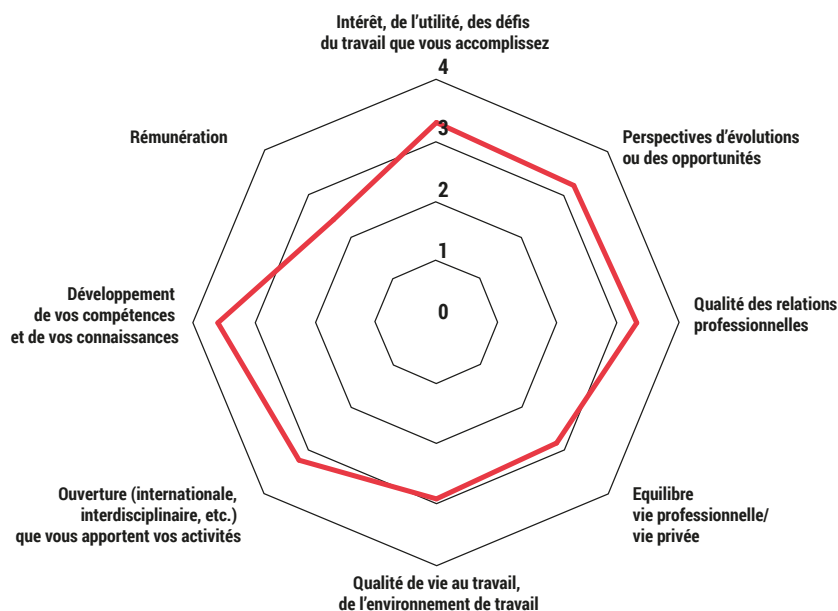 Intérêt, de l’utilité, des défis
du travail que vous accomplissez
4
3
2
1
0
Perspectives d’évolutions
ou des opportunités
Qualité des relations
professionnelles
Equilibre
vie professionnelle/
vie privée
Qualité de vie au travail,
de l’environnement de travail
Ouverture (internationale,
interdisciplinaire, etc.)
que vous apportent vos activités
Développement
de vos compétences
et de vos connaissances
Rémunération